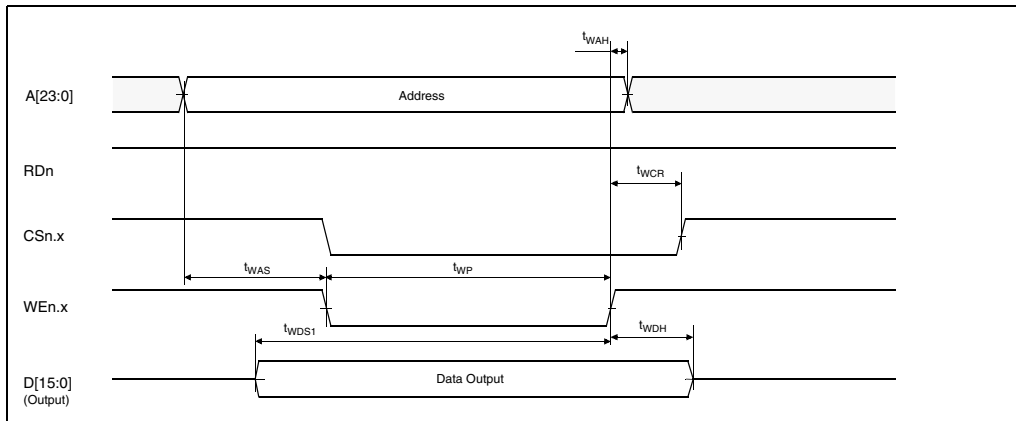 tWAH
A[23:0]
Address
RDn
tWCR
CSn.x
tWAS
tWP
WEn.x
tWDS1
tWDH
D[15:0]
(Output)
Data Output